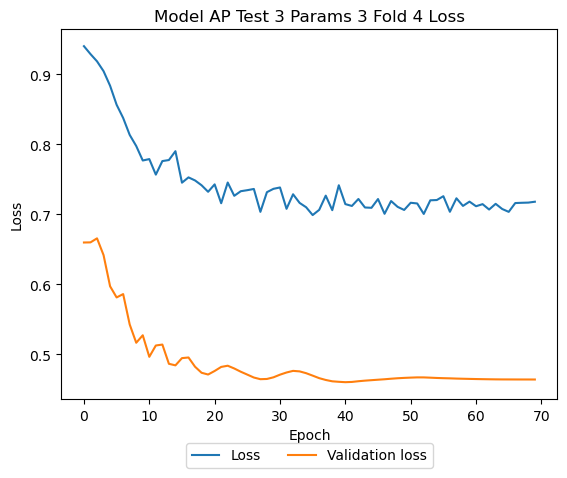 Model AP Test 3 Params 3 Fold 4 Loss
0.9
0.8
0.7
0.6
0.5
Loss
0 10 20 30 40 50 60 70
Epoch
Loss Validation loss